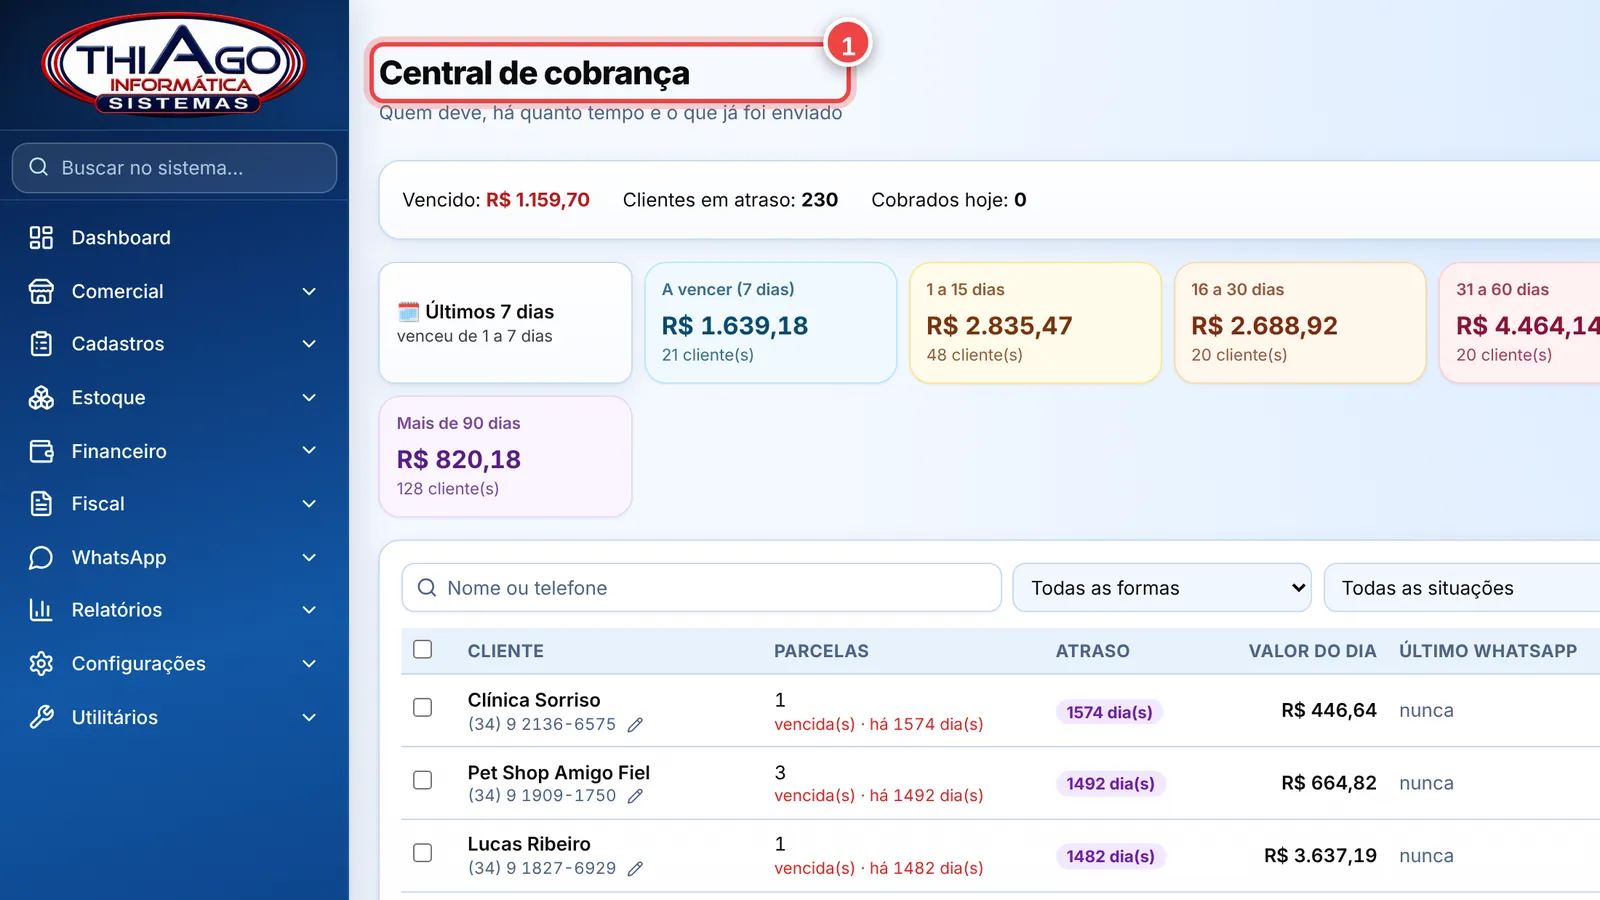 THIAGO
INFORMÁTICA
SISTEMAS
Buscar no sistema...
Dashboard
Comercial
Cadastros
Estoque
Financeiro
Fiscal
WhatsApp
Relatórios
Configurações
Utilitários
1
Central de cobrança
Quem deve, há quanto tempo e o que já foi enviado
Vencido: R$ 1.159,70 Clientes em atraso: 230 Cobrados hoje: 0
Últimos 7 dias
venceu de 1 a 7 dias
A vencer (7 dias)
R$ 1.639,18
21 cliente(s)
1 a 15 dias
R$ 2.835,47
48 cliente(s)
16 a 30 dias
R$ 2.688,92
20 cliente(s)
31 a 60 dias
R$ 4.464,14
20 cliente(s)
Mais de 90 dias
R$ 820,18
128 cliente(s)
Nome ou telefone
Todas as formas
Todas as situações
CLIENTE PARCELAS ATRASO VALOR DO DIA ÚLTIMO WHATSAPP
Clínica Sorriso 1
(34) 9 2136-6575 vencida(s) · há 1574 dia(s) 1574 dia(s) R$ 446,64 nunca
Pet Shop Amigo Fiel 3
(34) 9 1909-1750 vencida(s) · há 1492 dia(s) 1492 dia(s) R$ 664,82 nunca
Lucas Ribeiro 1
(34) 9 1827-6929 vencida(s) · há 1482 dia(s) 1482 dia(s) R$ 3.637,19 nunca